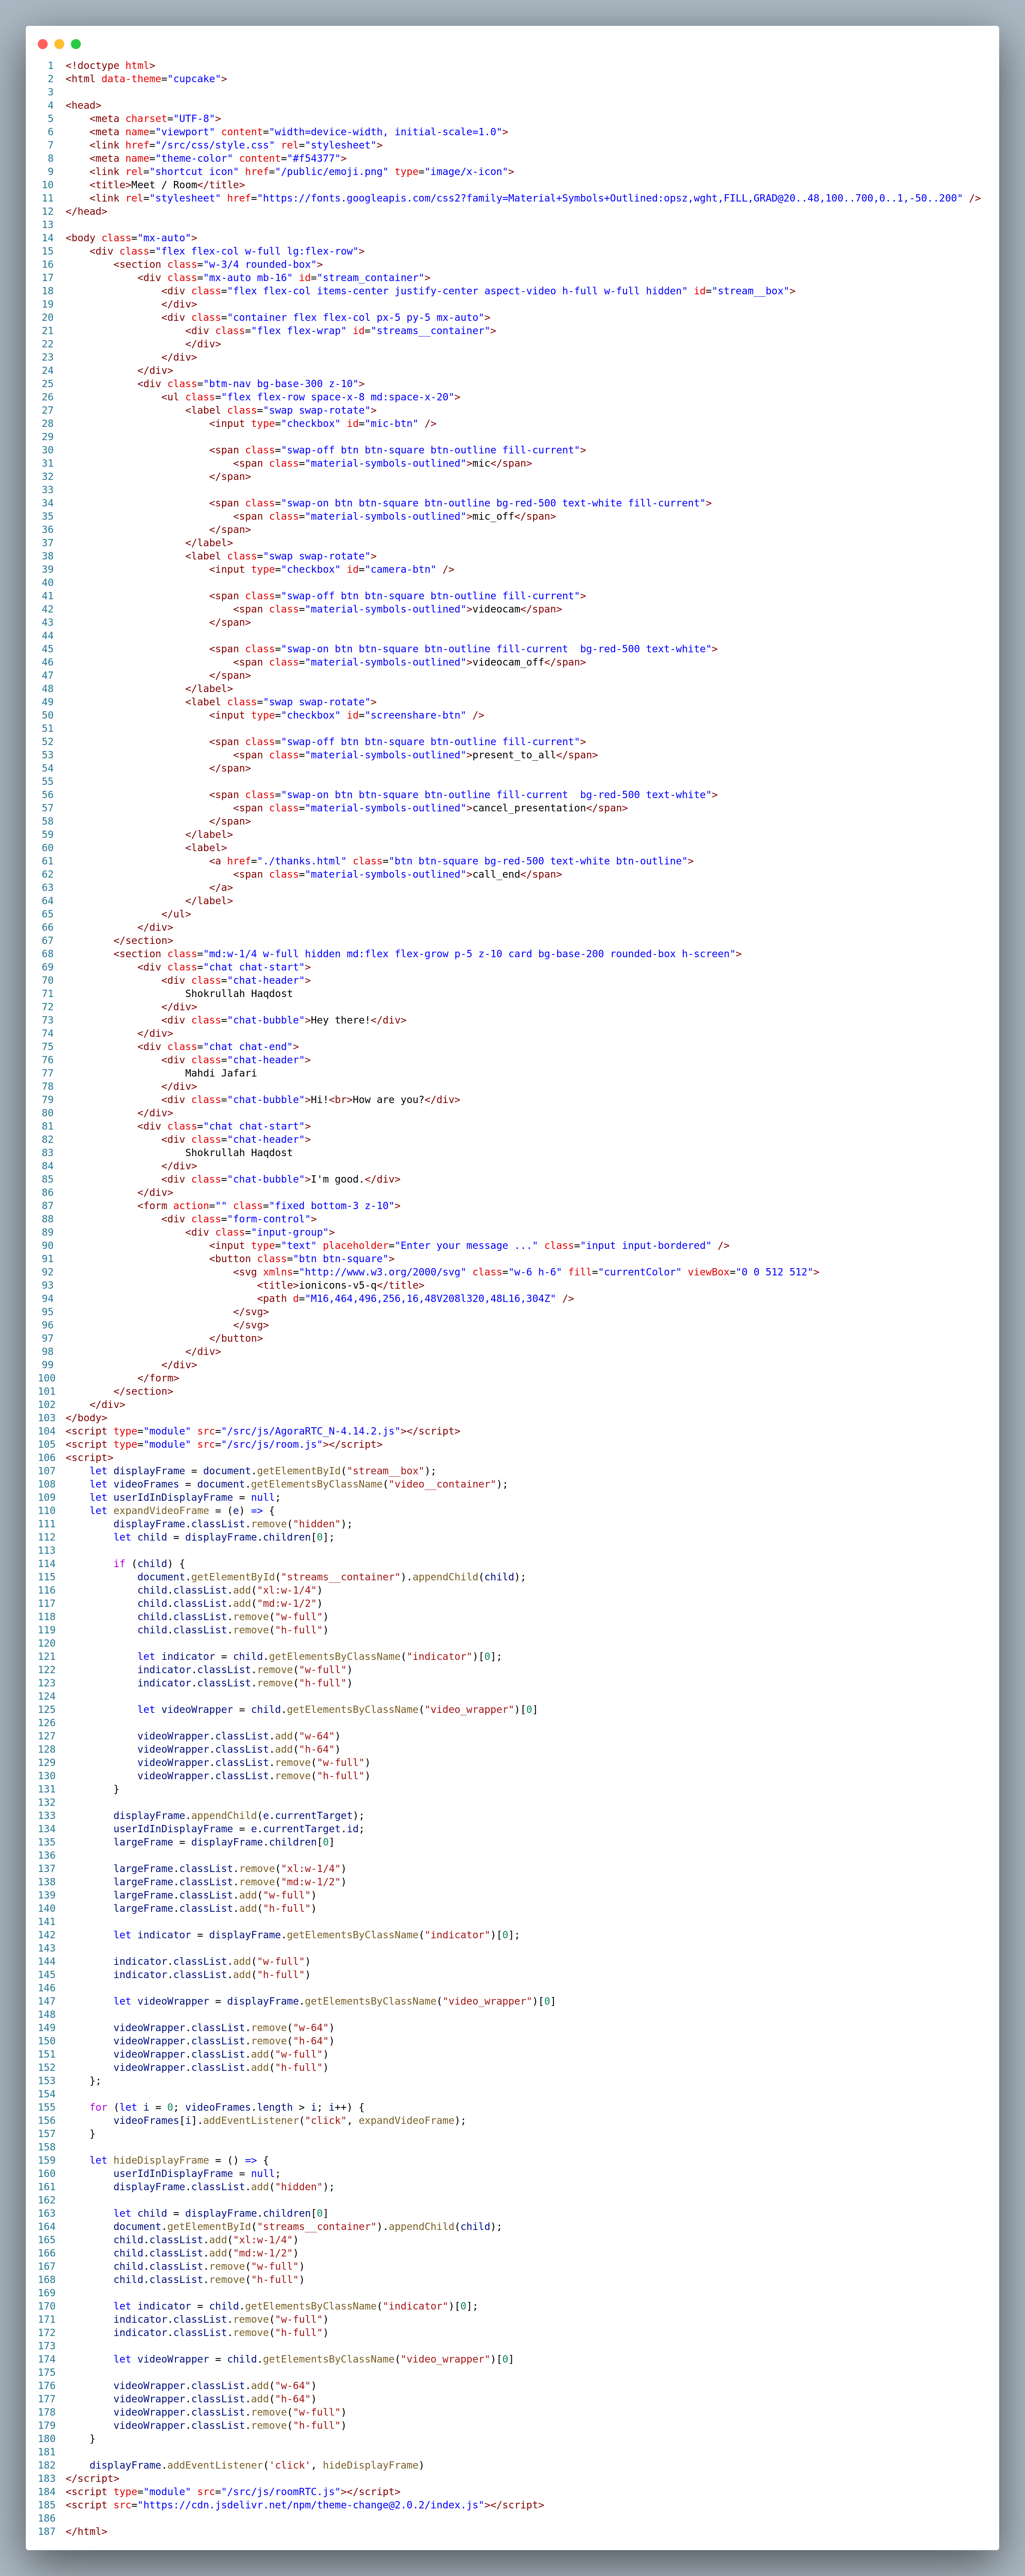 1 <!doctype html>
2 <html data-theme="cupcake">
3
4 <head>
5     <meta charset="UTF-8">
6     <meta name="viewport" content="width=device-width, initial-scale=1.0">
7     <link href="/src/css/style.css" rel="stylesheet">
8     <meta name="theme-color" content="#f54377">
9     <link rel="shortcut icon" href="/public/emoji.png" type="image/x-icon">
10     <title>Meet / Room</title>
11     <link rel="stylesheet" href="https://fonts.googleapis.com/css2?family=Material+Symbols+Outlined:opsz,wght,FILL,GRAD@20..48,100..700,0..1,-50..200" />
12 </head>
13
14 <body class="mx-auto">
15     <div class="flex flex-col w-full lg:flex-row">
16         <section class="w-3/4 rounded-box">
17             <div class="mx-auto mb-16" id="stream_container">
18                 <div class="flex flex-col items-center justify-center aspect-video h-full w-full hidden" id="stream__box">
19                 </div>
20                 <div class="container flex flex-col px-5 py-5 mx-auto">
21                     <div class="flex flex-wrap" id="streams__container">
22                     </div>
23                 </div>
24             </div>
25             <div class="btm-nav bg-base-300 z-10">
26                 <ul class="flex flex-row space-x-8 md:space-x-20">
27                     <label class="swap swap-rotate">
28                         <input type="checkbox" id="mic-btn" />
29
30                         <span class="swap-off btn btn-square btn-outline fill-current">
31                             <span class="material-symbols-outlined">mic</span>
32                         </span>
33
34                         <span class="swap-on btn btn-square btn-outline bg-red-500 text-white fill-current">
35                             <span class="material-symbols-outlined">mic_off</span>
36                         </span>
37                     </label>
38                     <label class="swap swap-rotate">
39                         <input type="checkbox" id="camera-btn" />
40
41                         <span class="swap-off btn btn-square btn-outline fill-current">
42                             <span class="material-symbols-outlined">videocam</span>
43                         </span>
44
45                         <span class="swap-on btn btn-square btn-outline fill-current  bg-red-500 text-white">
46                             <span class="material-symbols-outlined">videocam_off</span>
47                         </span>
48                     </label>
49                     <label class="swap swap-rotate">
50                         <input type="checkbox" id="screenshare-btn" />
51
52                         <span class="swap-off btn btn-square btn-outline fill-current">
53                             <span class="material-symbols-outlined">present_to_all</span>
54                         </span>
55
56                         <span class="swap-on btn btn-square btn-outline fill-current  bg-red-500 text-white">
57                             <span class="material-symbols-outlined">cancel_presentation</span>
58                         </span>
59                     </label>
60                     <label>
61                         <a href="./thanks.html" class="btn btn-square bg-red-500 text-white btn-outline">
62                             <span class="material-symbols-outlined">call_end</span>
63                         </a>
64                     </label>
65                 </ul>
66             </div>
67         </section>
68         <section class="md:w-1/4 w-full hidden md:flex flex-grow p-5 z-10 card bg-base-200 rounded-box h-screen">
69             <div class="chat chat-start">
70                 <div class="chat-header">
71                     Shokrullah Haqdost
72                 </div>
73                 <div class="chat-bubble">Hey there!</div>
74             </div>
75             <div class="chat chat-end">
76                 <div class="chat-header">
77                     Mahdi Jafari
78                 </div>
79                 <div class="chat-bubble">Hi!<br>How are you?</div>
80             </div>
81             <div class="chat chat-start">
82                 <div class="chat-header">
83                     Shokrullah Haqdost
84                 </div>
85                 <div class="chat-bubble">I'm good.</div>
86             </div>
87             <form action="" class="fixed bottom-3 z-10">
88                 <div class="form-control">
89                     <div class="input-group">
90                         <input type="text" placeholder="Enter your message ..." class="input input-bordered" />
91                         <button class="btn btn-square">
92                             <svg xmlns="http://www.w3.org/2000/svg" class="w-6 h-6" fill="currentColor" viewBox="0 0 512 512">
93                                 <title>ionicons-v5-q</title>
94                                 <path d="M16,464,496,256,16,48V208l320,48L16,304Z" />
95                             </svg>
96                             </svg>
97                         </button>
98                     </div>
99                 </div>
100             </form>
101         </section>
102     </div>
103 </body>
104 <script type="module" src="/src/js/AgoraRTC_N-4.14.2.js"></script>
105 <script type="module" src="/src/js/room.js"></script>
106 <script>
107     let displayFrame = document.getElementById("stream__box");
108     let videoFrames = document.getElementsByClassName("video__container");
109     let userIdInDisplayFrame = null;
110     let expandVideoFrame = (e) => {
111         displayFrame.classList.remove("hidden");
112         let child = displayFrame.children[0];
113
114         if (child) {
115             document.getElementById("streams__container").appendChild(child);
116             child.classList.add("xl:w-1/4")
117             child.classList.add("md:w-1/2")
118             child.classList.remove("w-full")
119             child.classList.remove("h-full")
120
121             let indicator = child.getElementsByClassName("indicator")[0];
122             indicator.classList.remove("w-full")
123             indicator.classList.remove("h-full")
124
125             let videoWrapper = child.getElementsByClassName("video_wrapper")[0]
126
127             videoWrapper.classList.add("w-64")
128             videoWrapper.classList.add("h-64")
129             videoWrapper.classList.remove("w-full")
130             videoWrapper.classList.remove("h-full")
131         }
132
133         displayFrame.appendChild(e.currentTarget);
134         userIdInDisplayFrame = e.currentTarget.id;
135         largeFrame = displayFrame.children[0]
136
137         largeFrame.classList.remove("xl:w-1/4")
138         largeFrame.classList.remove("md:w-1/2")
139         largeFrame.classList.add("w-full")
140         largeFrame.classList.add("h-full")
141
142         let indicator = displayFrame.getElementsByClassName("indicator")[0];
143
144         indicator.classList.add("w-full")
145         indicator.classList.add("h-full")
146
147         let videoWrapper = displayFrame.getElementsByClassName("video_wrapper")[0]
148
149         videoWrapper.classList.remove("w-64")
150         videoWrapper.classList.remove("h-64")
151         videoWrapper.classList.add("w-full")
152         videoWrapper.classList.add("h-full")
153     };
154
155     for (let i = 0; videoFrames.length > i; i++) {
156         videoFrames[i].addEventListener("click", expandVideoFrame);
157     }
158
159     let hideDisplayFrame = () => {
160         userIdInDisplayFrame = null;
161         displayFrame.classList.add("hidden");
162
163         let child = displayFrame.children[0]
164         document.getElementById("streams__container").appendChild(child);
165         child.classList.add("xl:w-1/4")
166         child.classList.add("md:w-1/2")
167         child.classList.remove("w-full")
168         child.classList.remove("h-full")
169
170         let indicator = child.getElementsByClassName("indicator")[0];
171         indicator.classList.remove("w-full")
172         indicator.classList.remove("h-full")
173
174         let videoWrapper = child.getElementsByClassName("video_wrapper")[0]
175
176         videoWrapper.classList.add("w-64")
177         videoWrapper.classList.add("h-64")
178         videoWrapper.classList.remove("w-full")
179         videoWrapper.classList.remove("h-full")
180     }
181
182     displayFrame.addEventListener('click', hideDisplayFrame)
183 </script>
184 <script type="module" src="/src/js/roomRTC.js"></script>
185 <script src="https://cdn.jsdelivr.net/npm/theme-change@2.0.2/index.js"></script>
186
187 </html>